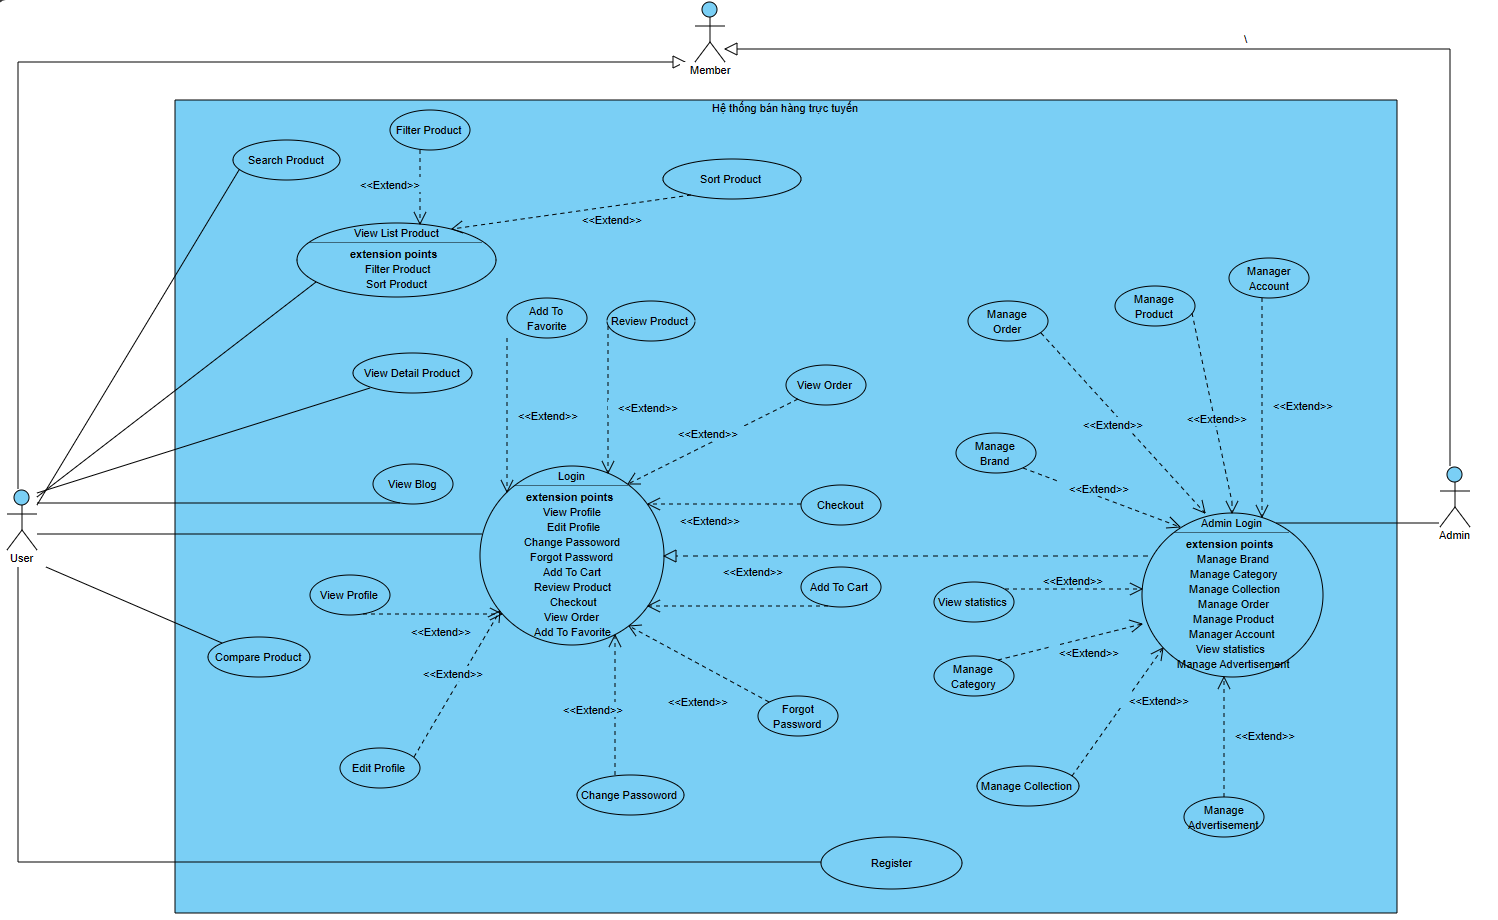 \
Member
Hệ thống bán hàng trực tuyến
Filter Product
Search Product
Sort Product
<<Extend>>
<<Extend>>
View List Product
extension points
Filter Product
Sort Product
Manager
Account
Manage
Product
Manage
Order
Add To
Favorite
Review Product
View Detail Product
View Order
<<Extend>>
<<Extend>>
<<Extend>>
<<Extend>>
<<Extend>>
<<Extend>>
Manage
Brand
<<Extend>>
View Blog
Login
extension points
View Profile
Edit Profile
Change Passoword
Forgot Password
Add To Cart
Review Product
Checkout
View Order
Add To Favorite
Checkout
<<Extend>>
User
Admin
Admin Login
extension points
Manage Brand
Manage Category
Manage Collection
Manage Order
Manage Product
Manager Account
View statistics
Manage Advertisement
<<Extend>>
Add To Cart
<<Extend>>
View statistics
View Profile
<<Extend>>
Compare Product
<<Extend>>
<<Extend>>
Manage
Category
<<Extend>>
<<Extend>>
<<Extend>>
Forgot
Password
<<Extend>>
Edit Profile
Change Passoword
Manage Collection
Manage
Advertisement
Register